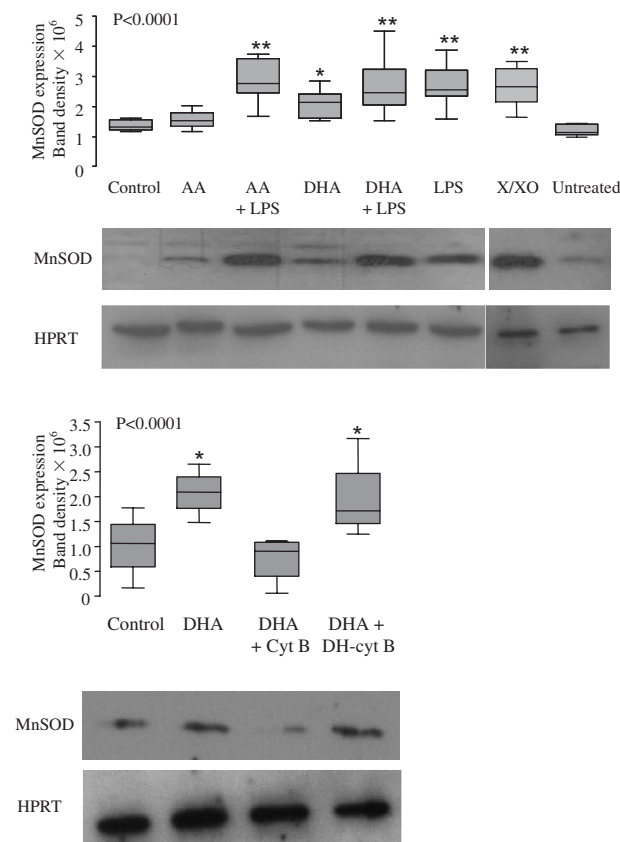 P<0.0001
MnSOD expression
Band density × 10⁶
5
4
3
2
1
0
** * ** ** **
Control AA AA + LPS DHA DHA + LPS LPS X/XO Untreated
MnSOD
HPRT
P<0.0001
MnSOD expression
Band density × 10⁶
3.5
3.0
2.5
2.0
1.5
1.0
0.5
0
* *
Control DHA DHA + Cyt B DHA + DH-cyt B
MnSOD
HPRT